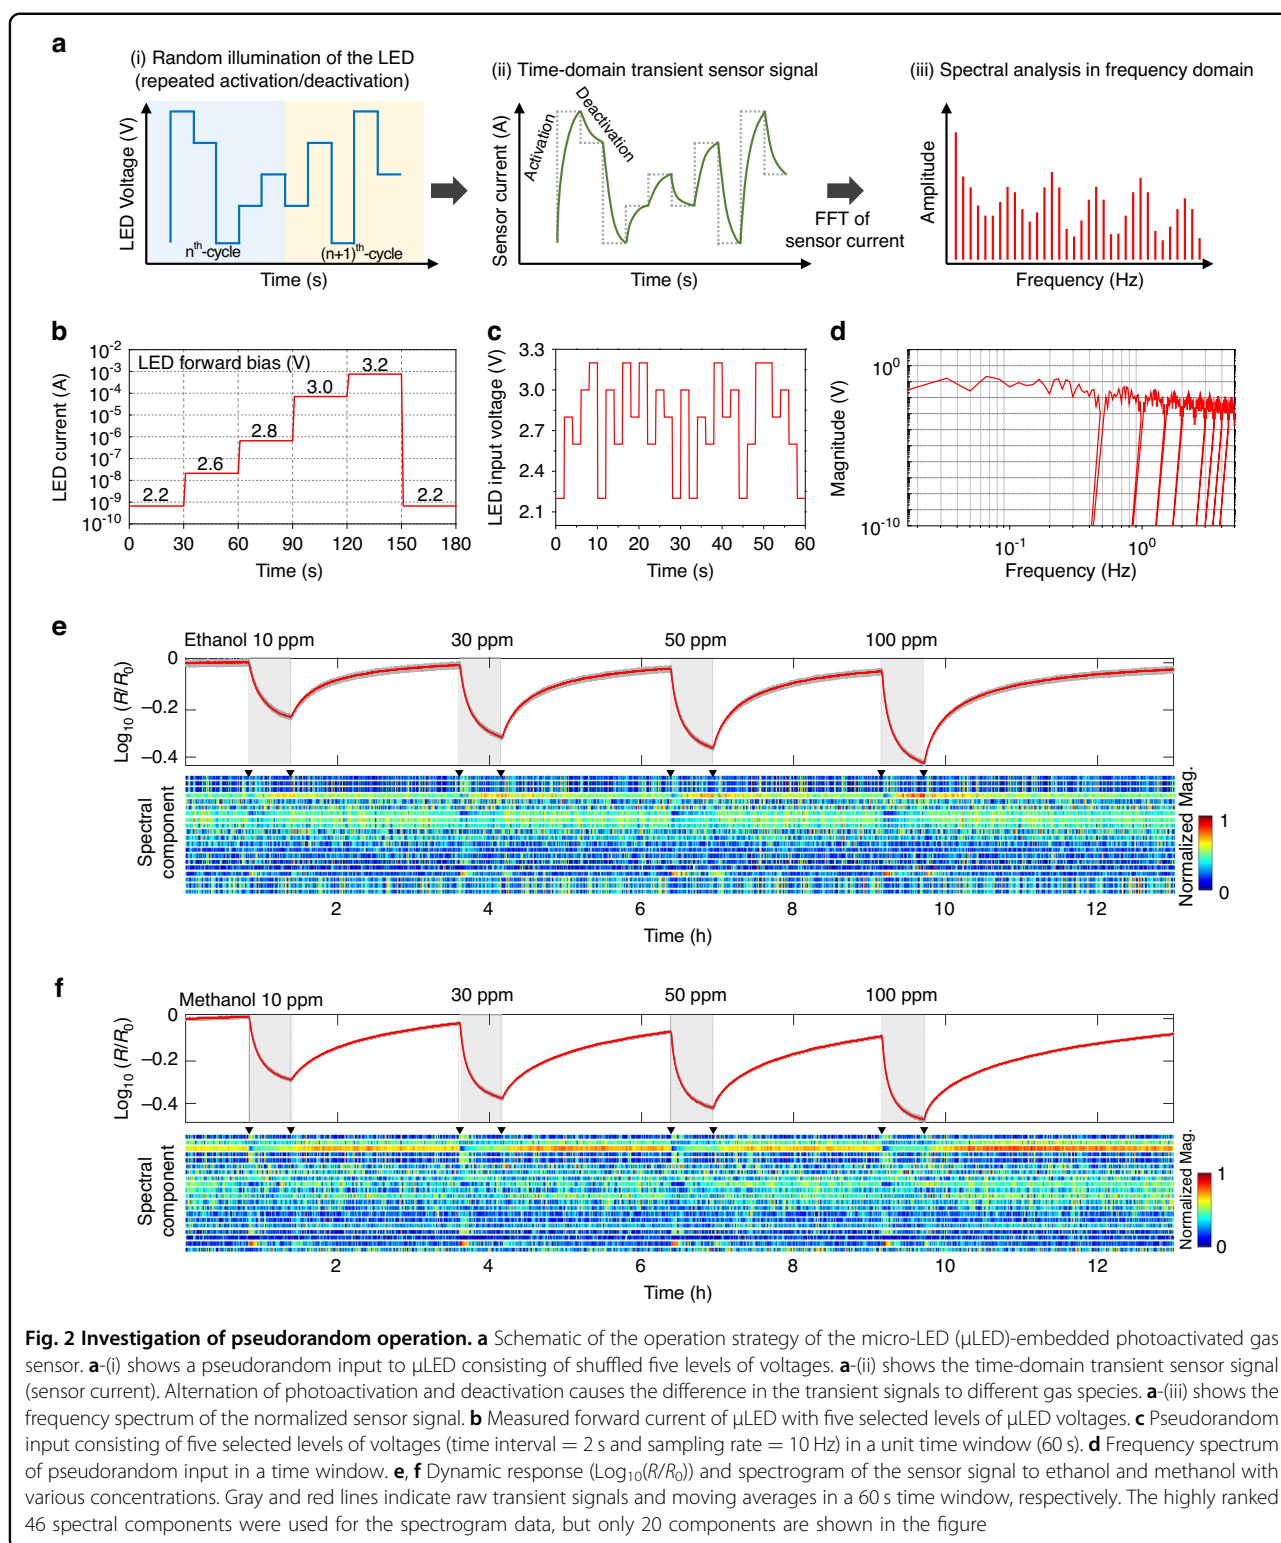 a
(i) Random illumination of the LED
(repeated activation/deactivation)
LED Voltage (V)
nth-cycle
(n+1)th-cycle
Time (s)
(ii) Time-domain transient sensor signal
Sensor current (A)
Activation
Deactivation
Time (s)
FFT of
sensor current
(iii) Spectral analysis in frequency domain
Amplitude
Frequency (Hz)
b
LED forward bias (V)
LED current (A)
10-2
10-3
10-4
10-5
10-6
10-7
10-8
10-9
10-10
2.2
2.6
2.8
3.0
3.2
2.2
0 30 60 90 120 150 180
Time (s)
c
LED input voltage (V)
3.3
3.0
2.7
2.4
2.1
0 10 20 30 40 50 60
Time (s)
d
Magnitude (V)
100
10-10
10-1 100
Frequency (Hz)
e
Ethanol 10 ppm 30 ppm 50 ppm 100 ppm
Log10 (R/R0)
0
−0.2
−0.4
Spectral
component
Normalized Mag.
1
0
2 4 6 8 10 12
Time (h)
f
Methanol 10 ppm 30 ppm 50 ppm 100 ppm
Log10 (R/R0)
0
−0.2
−0.4
Spectral
component
Normalized Mag.
1
0
2 4 6 8 10 12
Time (h)
Fig. 2 Investigation of pseudorandom operation. a Schematic of the operation strategy of the micro-LED (µLED)-embedded photoactivated gas
sensor. a-(i) shows a pseudorandom input to µLED consisting of shuffled five levels of voltages. a-(ii) shows the time-domain transient sensor signal
(sensor current). Alternation of photoactivation and deactivation causes the difference in the transient signals to different gas species. a-(iii) shows the
frequency spectrum of the normalized sensor signal. b Measured forward current of µLED with five selected levels of µLED voltages. c Pseudorandom
input consisting of five selected levels of voltages (time interval = 2 s and sampling rate = 10 Hz) in a unit time window (60 s). d Frequency spectrum
of pseudorandom input in a time window. e, f Dynamic response (Log10(R/R0)) and spectrogram of the sensor signal to ethanol and methanol with
various concentrations. Gray and red lines indicate raw transient signals and moving averages in a 60 s time window, respectively. The highly ranked
46 spectral components were used for the spectrogram data, but only 20 components are shown in the figure